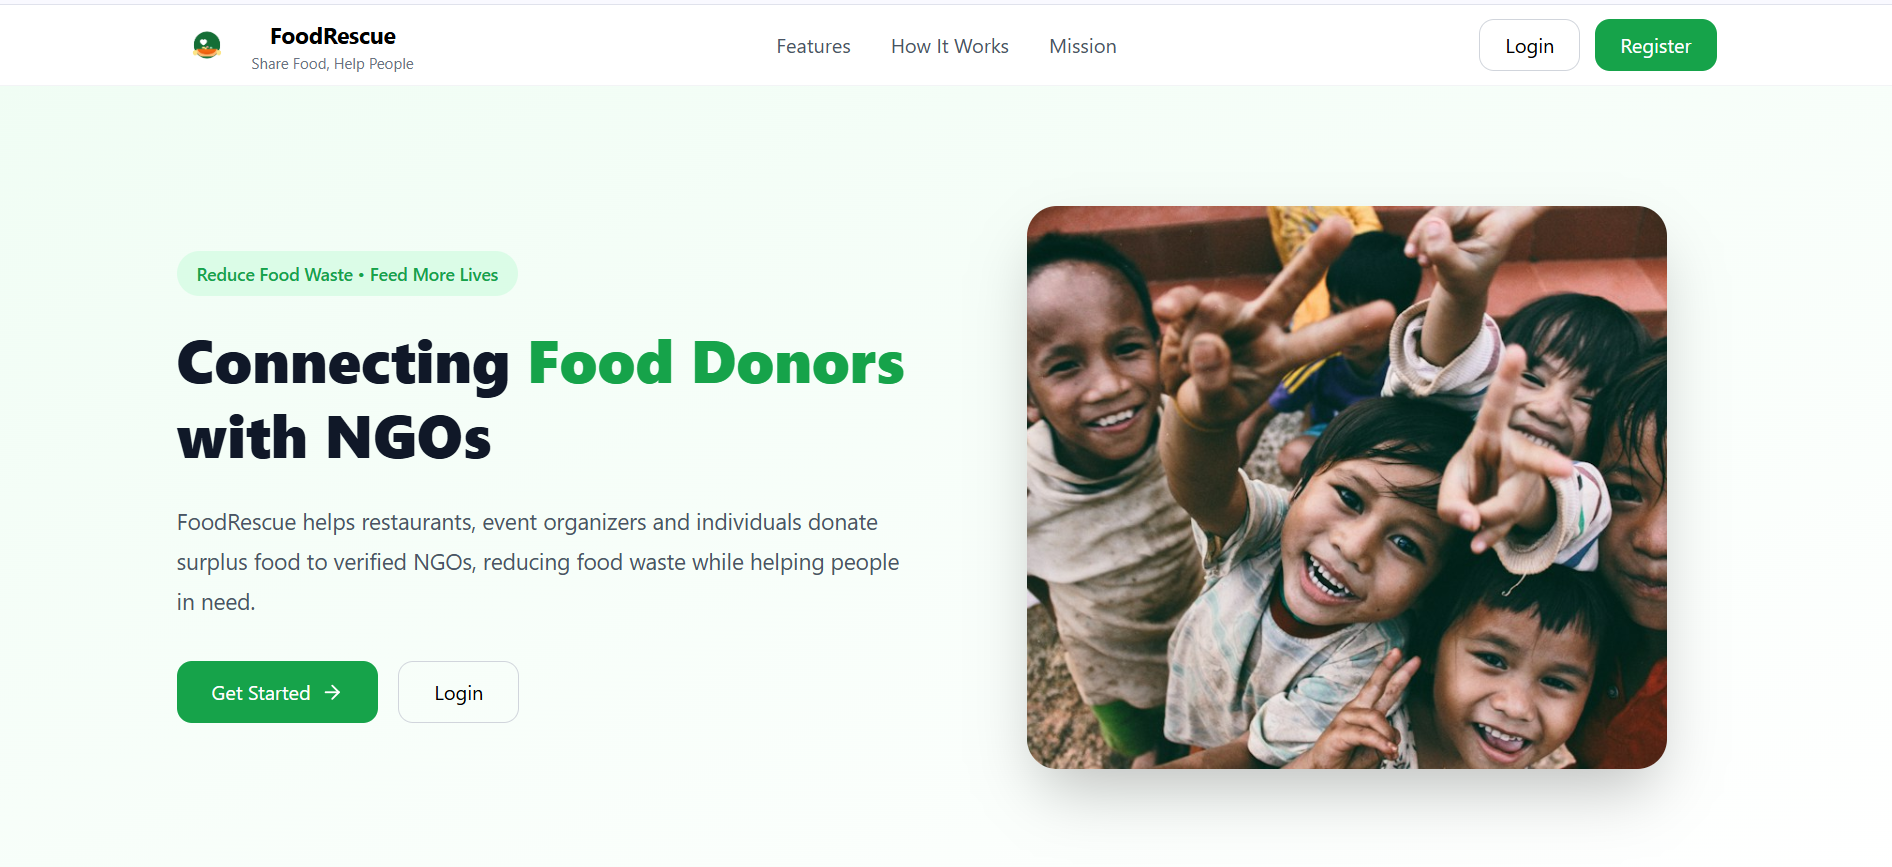 FoodRescue
Share Food, Help People
Features
How It Works
Mission
Login
Register
Reduce Food Waste • Feed More Lives
Connecting Food Donors
with NGOs
FoodRescue helps restaurants, event organizers and individuals donate
surplus food to verified NGOs, reducing food waste while helping people
in need.
Get Started →
Login